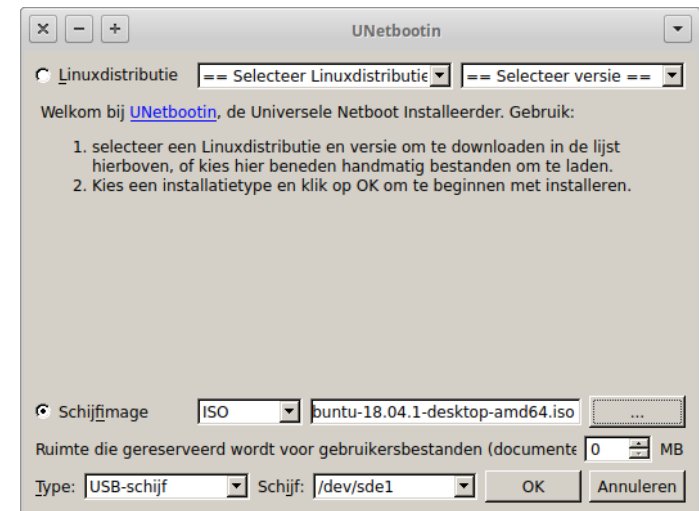 UNetbootin
Linuxdistributie == Selecteer Linuxdistributie == Selecteer versie ==
Welkom bij UNetbootin, de Universele Netboot Installeerder. Gebruik:
1. selecteer een Linuxdistributie en versie om te downloaden in de lijst
hierboven, of kies hier beneden handmatig bestanden om te laden.
2. Kies een installatietype en klik op OK om te beginnen met installeren.
Schijfimage ISO buntu-18.04.1-desktop-amd64.iso ...
Ruimte die gereserveerd wordt voor gebruikersbestanden (documente 0 MB
Type: USB-schijf Schijf: /dev/sde1 OK Annuleren